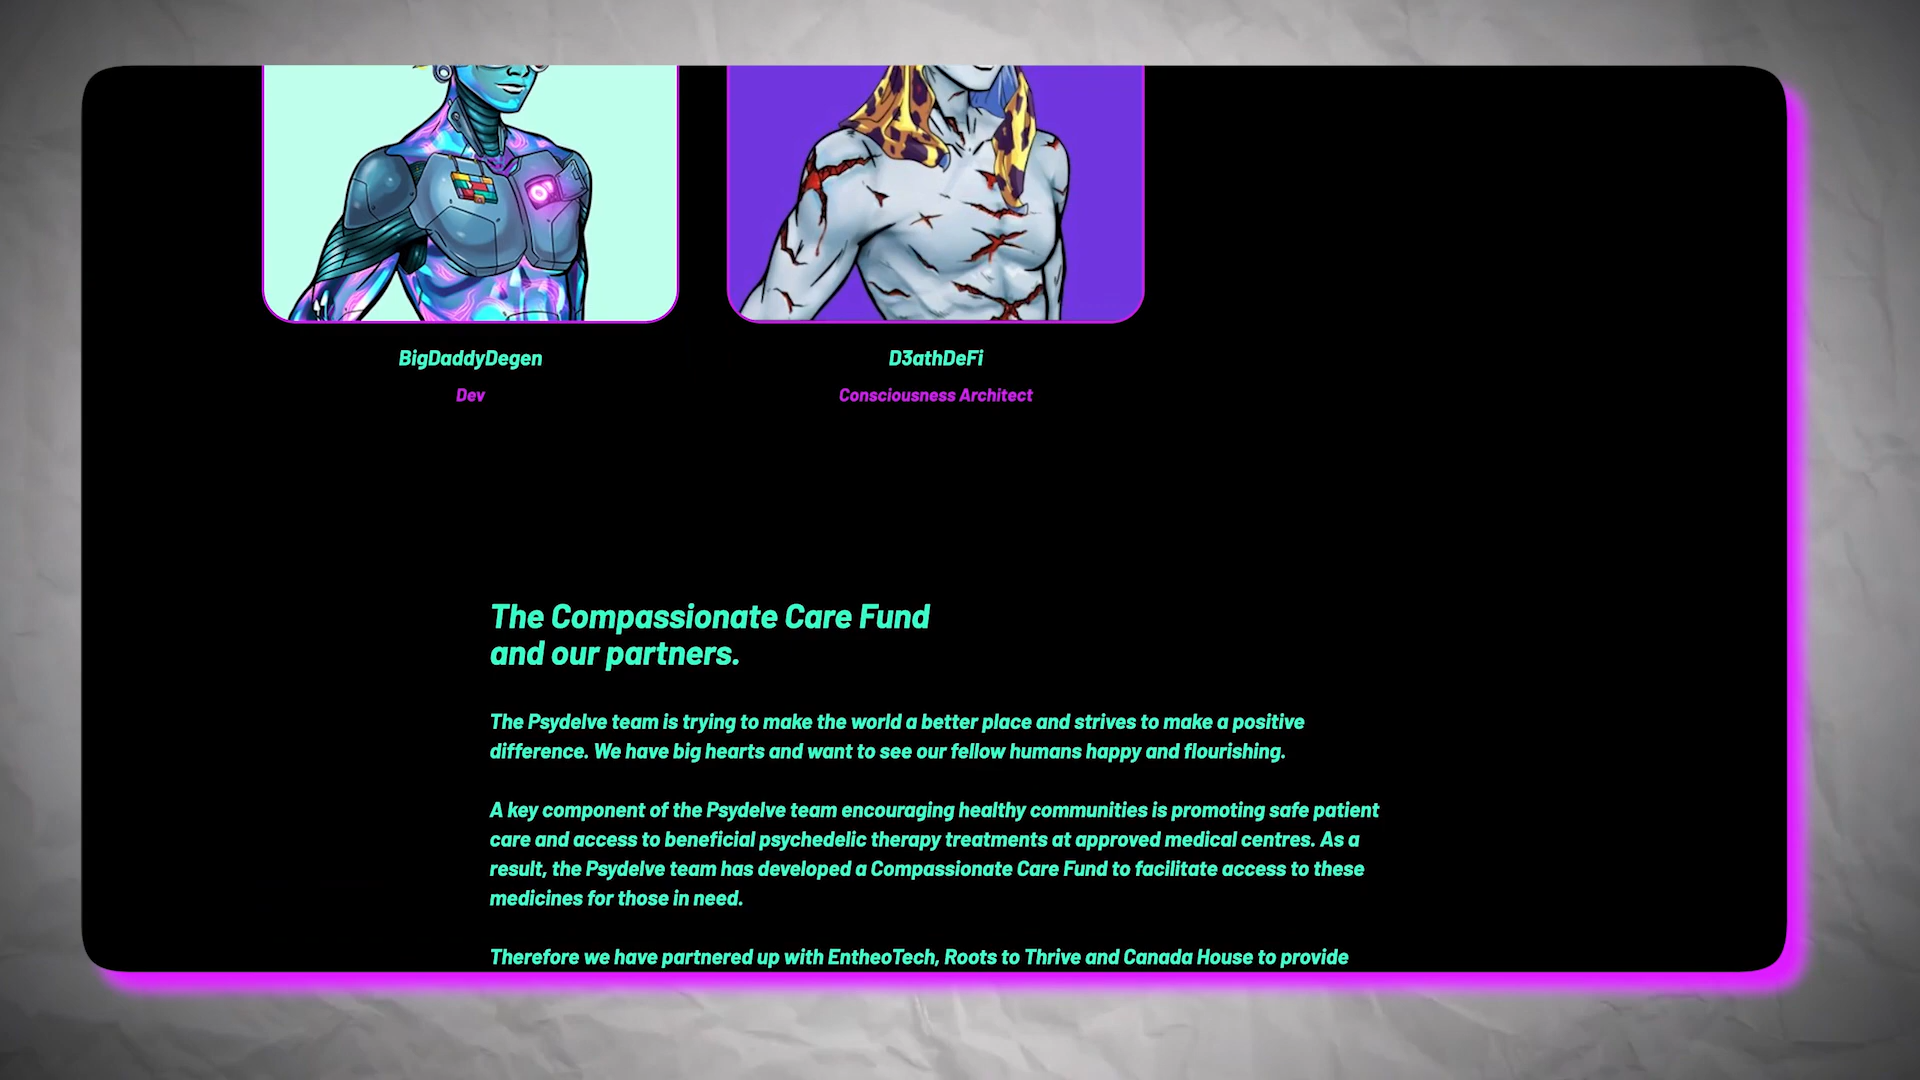 BigDaddyDegen
Dev
D3athDeFi
Consciousness Architect
The Compassionate Care Fund
and our partners.
The Psydelve team is trying to make the world a better place and strives to make a positive
difference. We have big hearts and want to see our fellow humans happy and flourishing.
A key component of the Psydelve team encouraging healthy communities is promoting safe patient
care and access to beneficial psychedelic therapy treatments at approved medical centres. As a
result, the Psydelve team has developed a Compassionate Care Fund to facilitate access to these
medicines for those in need.
Therefore we have partnered up with EntheoTech, Roots to Thrive and Canada House to provide